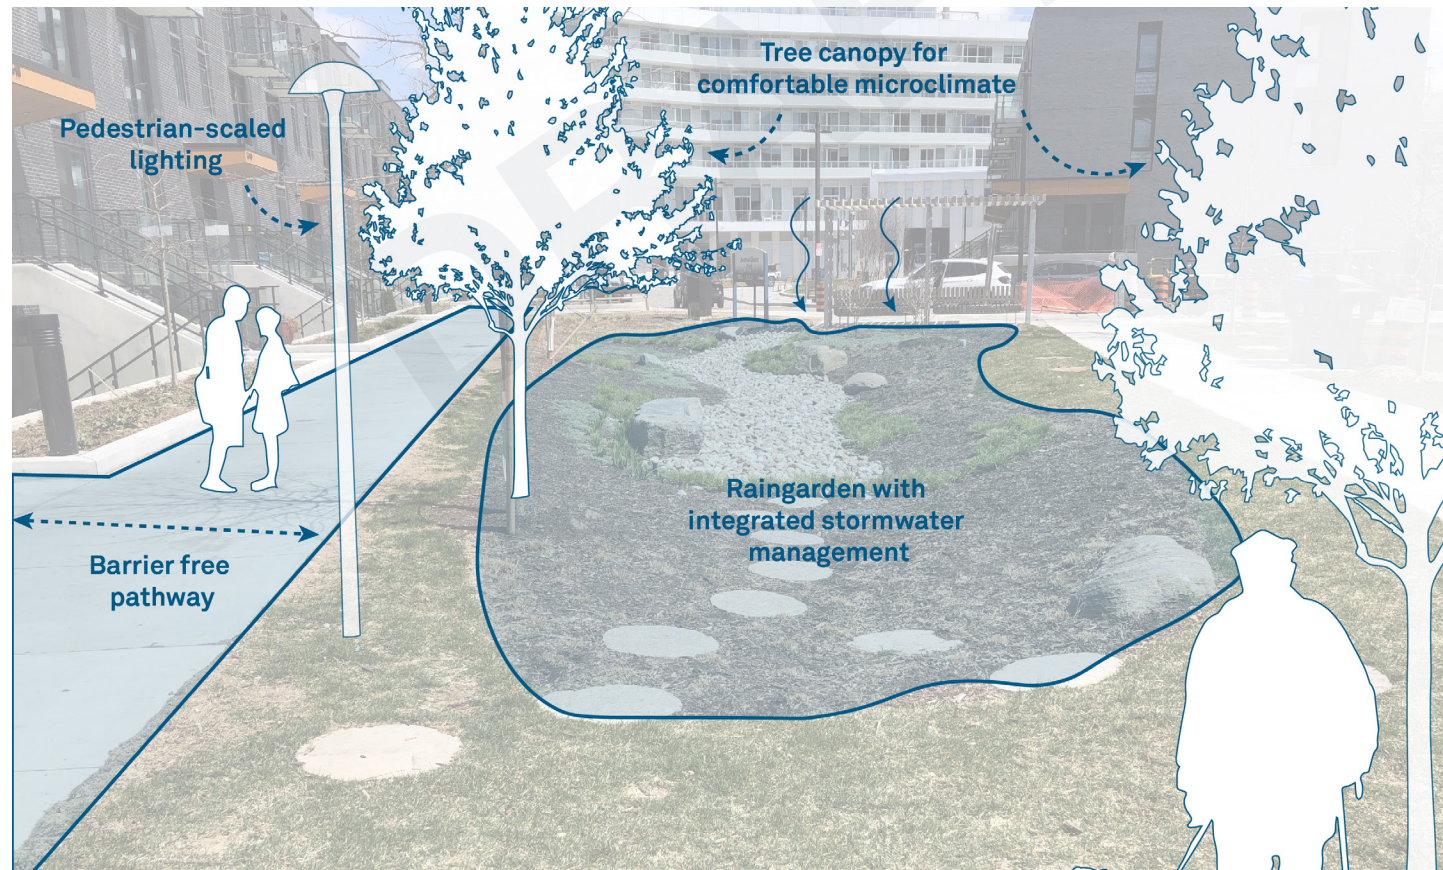 Tree canopy for
comfortable microclimate
Pedestrian-scaled
lighting
Raingarden with
integrated stormwater
management
Barrier free
pathway